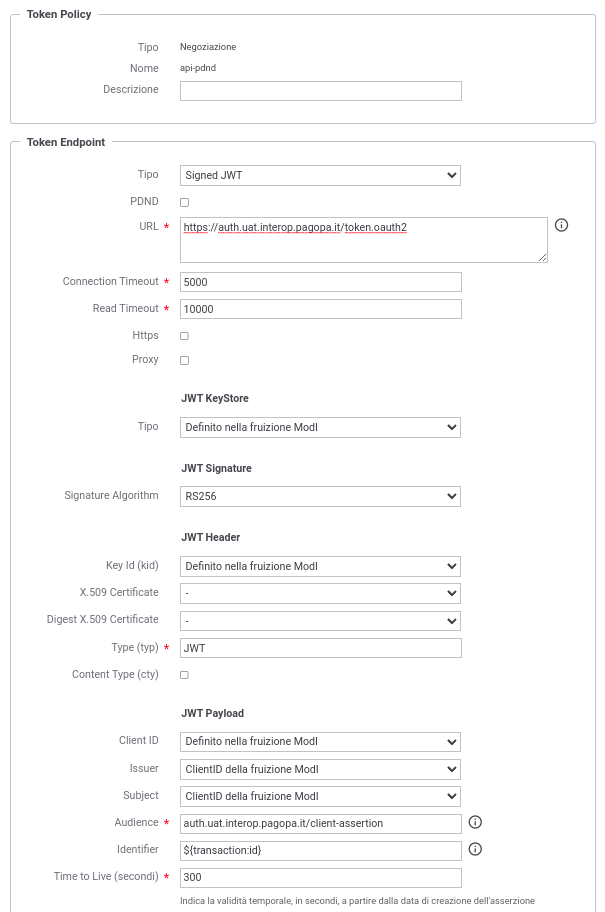 Token Policy
Tipo Negoziazione
Nome api-pdnd
Descrizione
Token Endpoint
Tipo Signed JWT
PDND
URL * https://auth.uat.interop.pagopa.it/token.oauth2
Connection Timeout * 5000
Read Timeout * 10000
Https
Proxy
JWT KeyStore
Tipo Definito nella fruizione ModI
JWT Signature
Signature Algorithm RS256
JWT Header
Key Id (kid) Definito nella fruizione ModI
X.509 Certificate -
Digest X.509 Certificate -
Type (typ) * JWT
Content Type (cty)
JWT Payload
Client ID Definito nella fruizione ModI
Issuer ClientID della fruizione ModI
Subject ClientID della fruizione ModI
Audience * auth.uat.interop.pagopa.it/client-assertion
Identifier ${transaction:id}
Time to Live (secondi) * 300
Indica la validità temporale, in secondi, a partire dalla data di creazione dell'asserzione